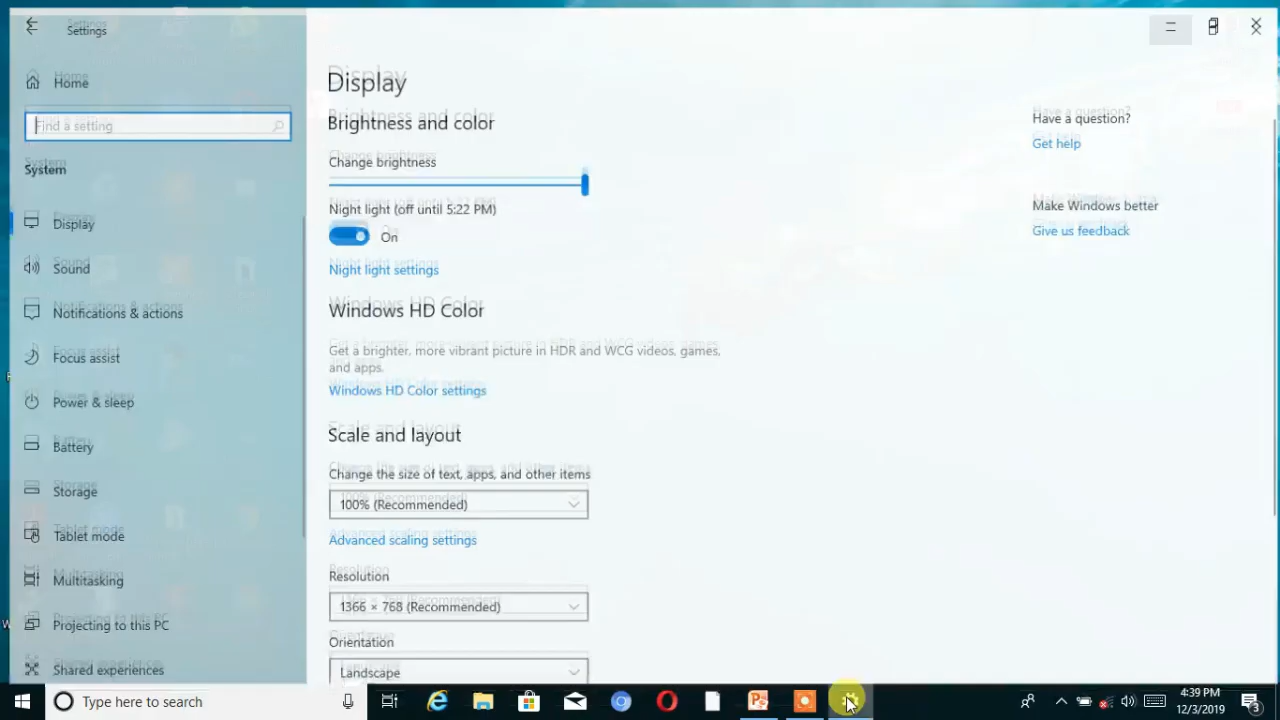 Settings
Home
Find a setting
System
Display
Sound
Notifications & actions
Focus assist
Power & sleep
Battery
Storage
Tablet mode
Multitasking
Projecting to this PC
Shared experiences
Display
Brightness and color
Change brightness
Night light (off until 5:22 PM)
On
Night light settings
Windows HD Color
Get a brighter, more vibrant picture in HDR and WCG videos, games,
and apps.
Windows HD Color settings
Scale and layout
Change the size of text, apps, and other items
100% (Recommended)
Advanced scaling settings
Resolution
1366 × 768 (Recommended)
Orientation
Landscape
Have a question?
Get help
Make Windows better
Give us feedback
Type here to search
4:39 PM
12/3/2019
3